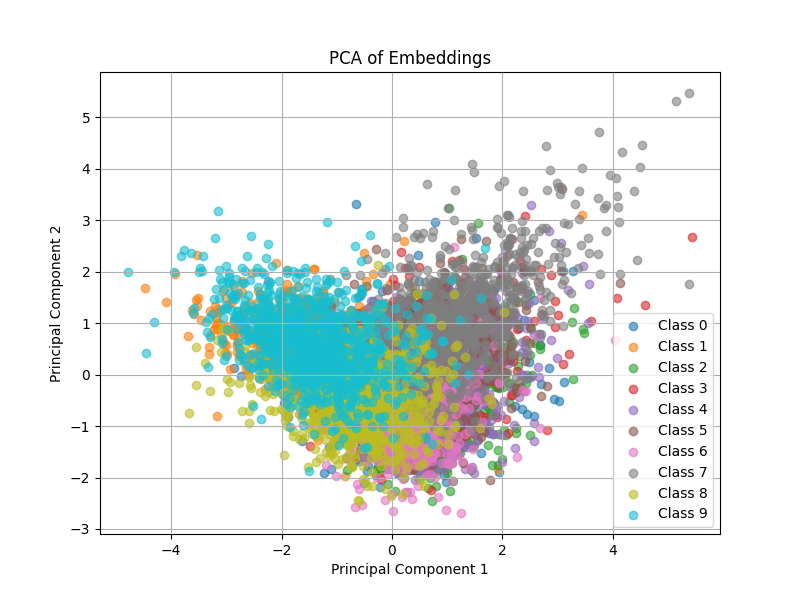 PCA of Embeddings
Principal Component 2
5
4
3
2
1
0
−1
−2
−3
−4
−2
0
2
4
Principal Component 1
Class 0
Class 1
Class 2
Class 3
Class 4
Class 5
Class 6
Class 7
Class 8
Class 9